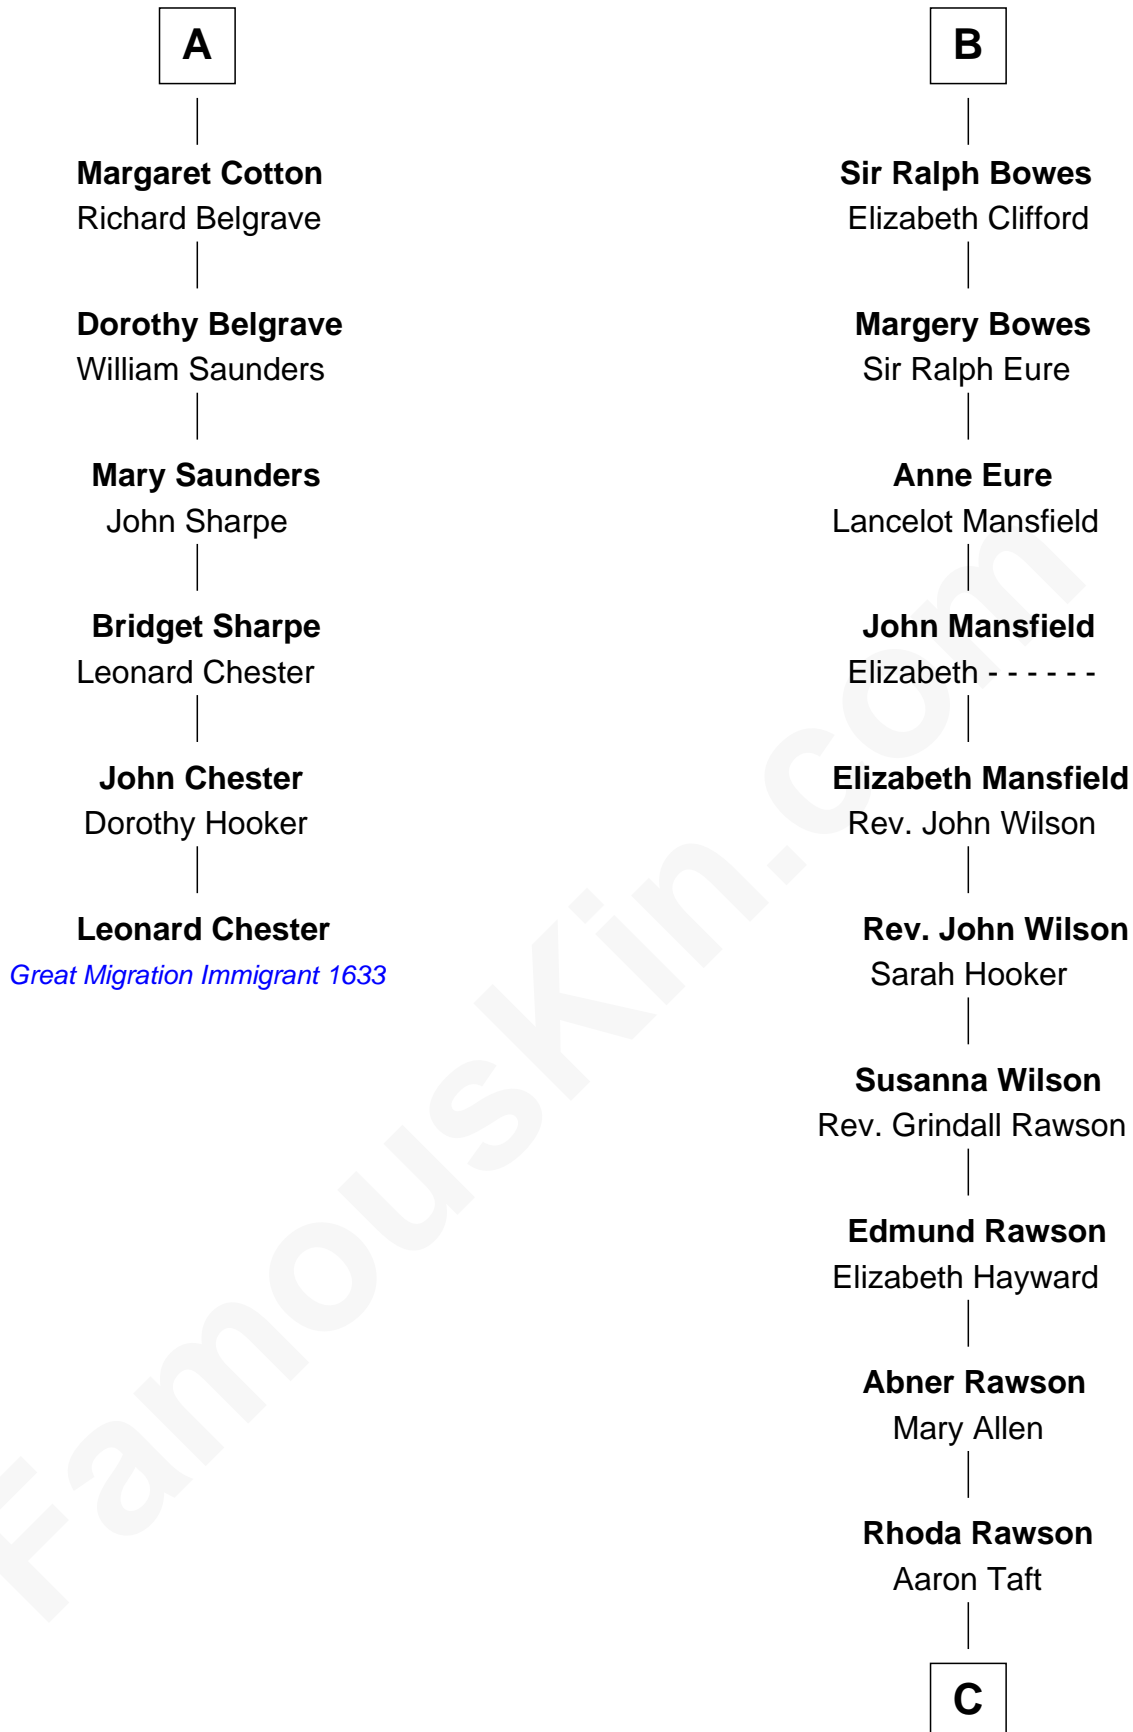 A
Margaret Cotton
Richard Belgrave
Dorothy Belgrave
William Saunders
Mary Saunders
John Sharpe
Bridget Sharpe
Leonard Chester
John Chester
Dorothy Hooker
Leonard Chester
Great Migration Immigrant 1633
B
Sir Ralph Bowes
Elizabeth Clifford
Margery Bowes
Sir Ralph Eure
Anne Eure
Lancelot Mansfield
John Mansfield
Elizabeth - - - - - -
Elizabeth Mansfield
Rev. John Wilson
Rev. John Wilson
Sarah Hooker
Susanna Wilson
Rev. Grindall Rawson
Edmund Rawson
Elizabeth Hayward
Abner Rawson
Mary Allen
Rhoda Rawson
Aaron Taft
C
FamousKin.com